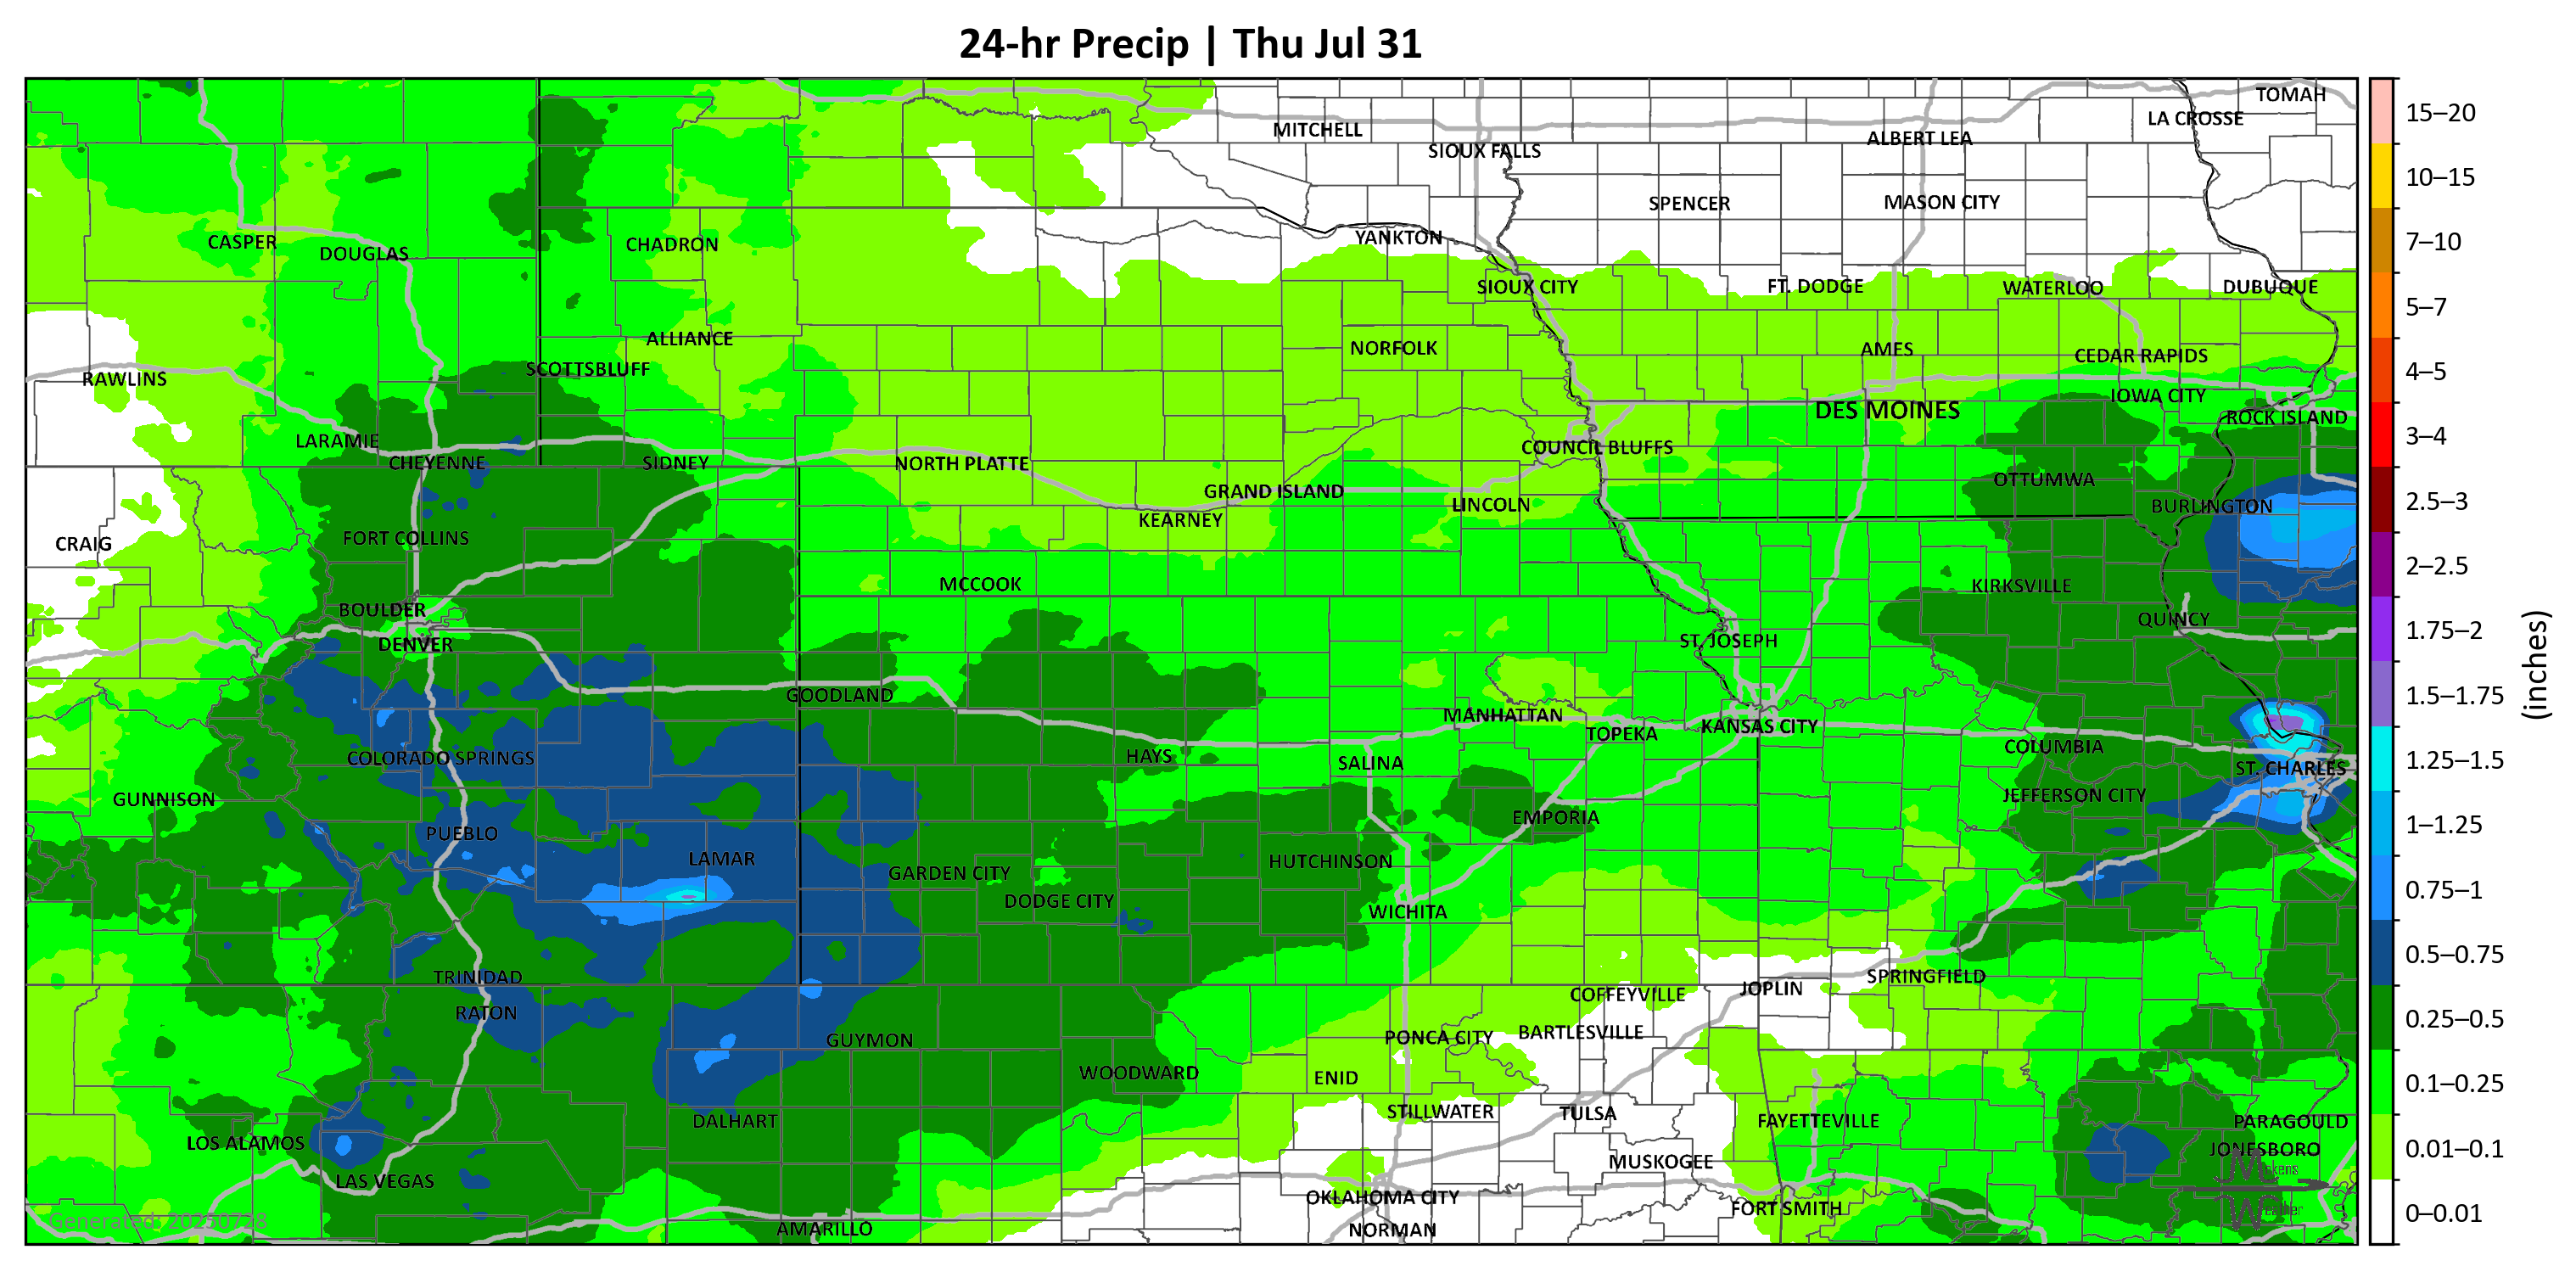 24-hr Precip | Thu Jul 31
TOMAH
LA CROSSE
MITCHELL
ALBERT LEA
SIOUX FALLS
SPENCER
MASON CITY
YANKTON
CASPER
DOUGLAS
CHADRON
SIOUX CITY
FT. DODGE
WATERLOO
DUBUQUE
ALLIANCE
NORFOLK
AMES
CEDAR RAPIDS
SCOTTSBLUFF
RAWLINS
IOWA CITY
DES MOINES
ROCK ISLAND
LARAMIE
COUNCIL BLUFFS
CHEYENNE
SIDNEY
NORTH PLATTE
OTTUMWA
GRAND ISLAND
LINCOLN
BURLINGTON
KEARNEY
FORT COLLINS
CRAIG
MCCOOK
KIRKSVILLE
BOULDER
QUINCY
DENVER
ST. JOSEPH
GOODLAND
MANHATTAN
TOPEKA
KANSAS CITY
COLUMBIA
COLORADO SPRINGS
HAYS
SALINA
ST. CHARLES
GUNNISON
JEFFERSON CITY
EMPORIA
PUEBLO
LAMAR
HUTCHINSON
GARDEN CITY
DODGE CITY
WICHITA
TRINIDAD
SPRINGFIELD
JOPLIN
COFFEYVILLE
RATON
BARTLESVILLE
PONCA CITY
GUYMON
WOODWARD
ENID
STILLWATER
TULSA
DALHART
FAYETTEVILLE
PARAGOULD
LOS ALAMOS
JONESBORO
MUSKOGEE
LAS VEGAS
OKLAHOMA CITY
FORT SMITH
AMARILLO
NORMAN
Generated: 20250728
Makens
Weather
15–20
10–15
7–10
5–7
4–5
3–4
2.5–3
2–2.5
1.75–2
1.5–1.75
1.25–1.5
1–1.25
0.75–1
0.5–0.75
0.25–0.5
0.1–0.25
0.01–0.1
0–0.01
(inches)